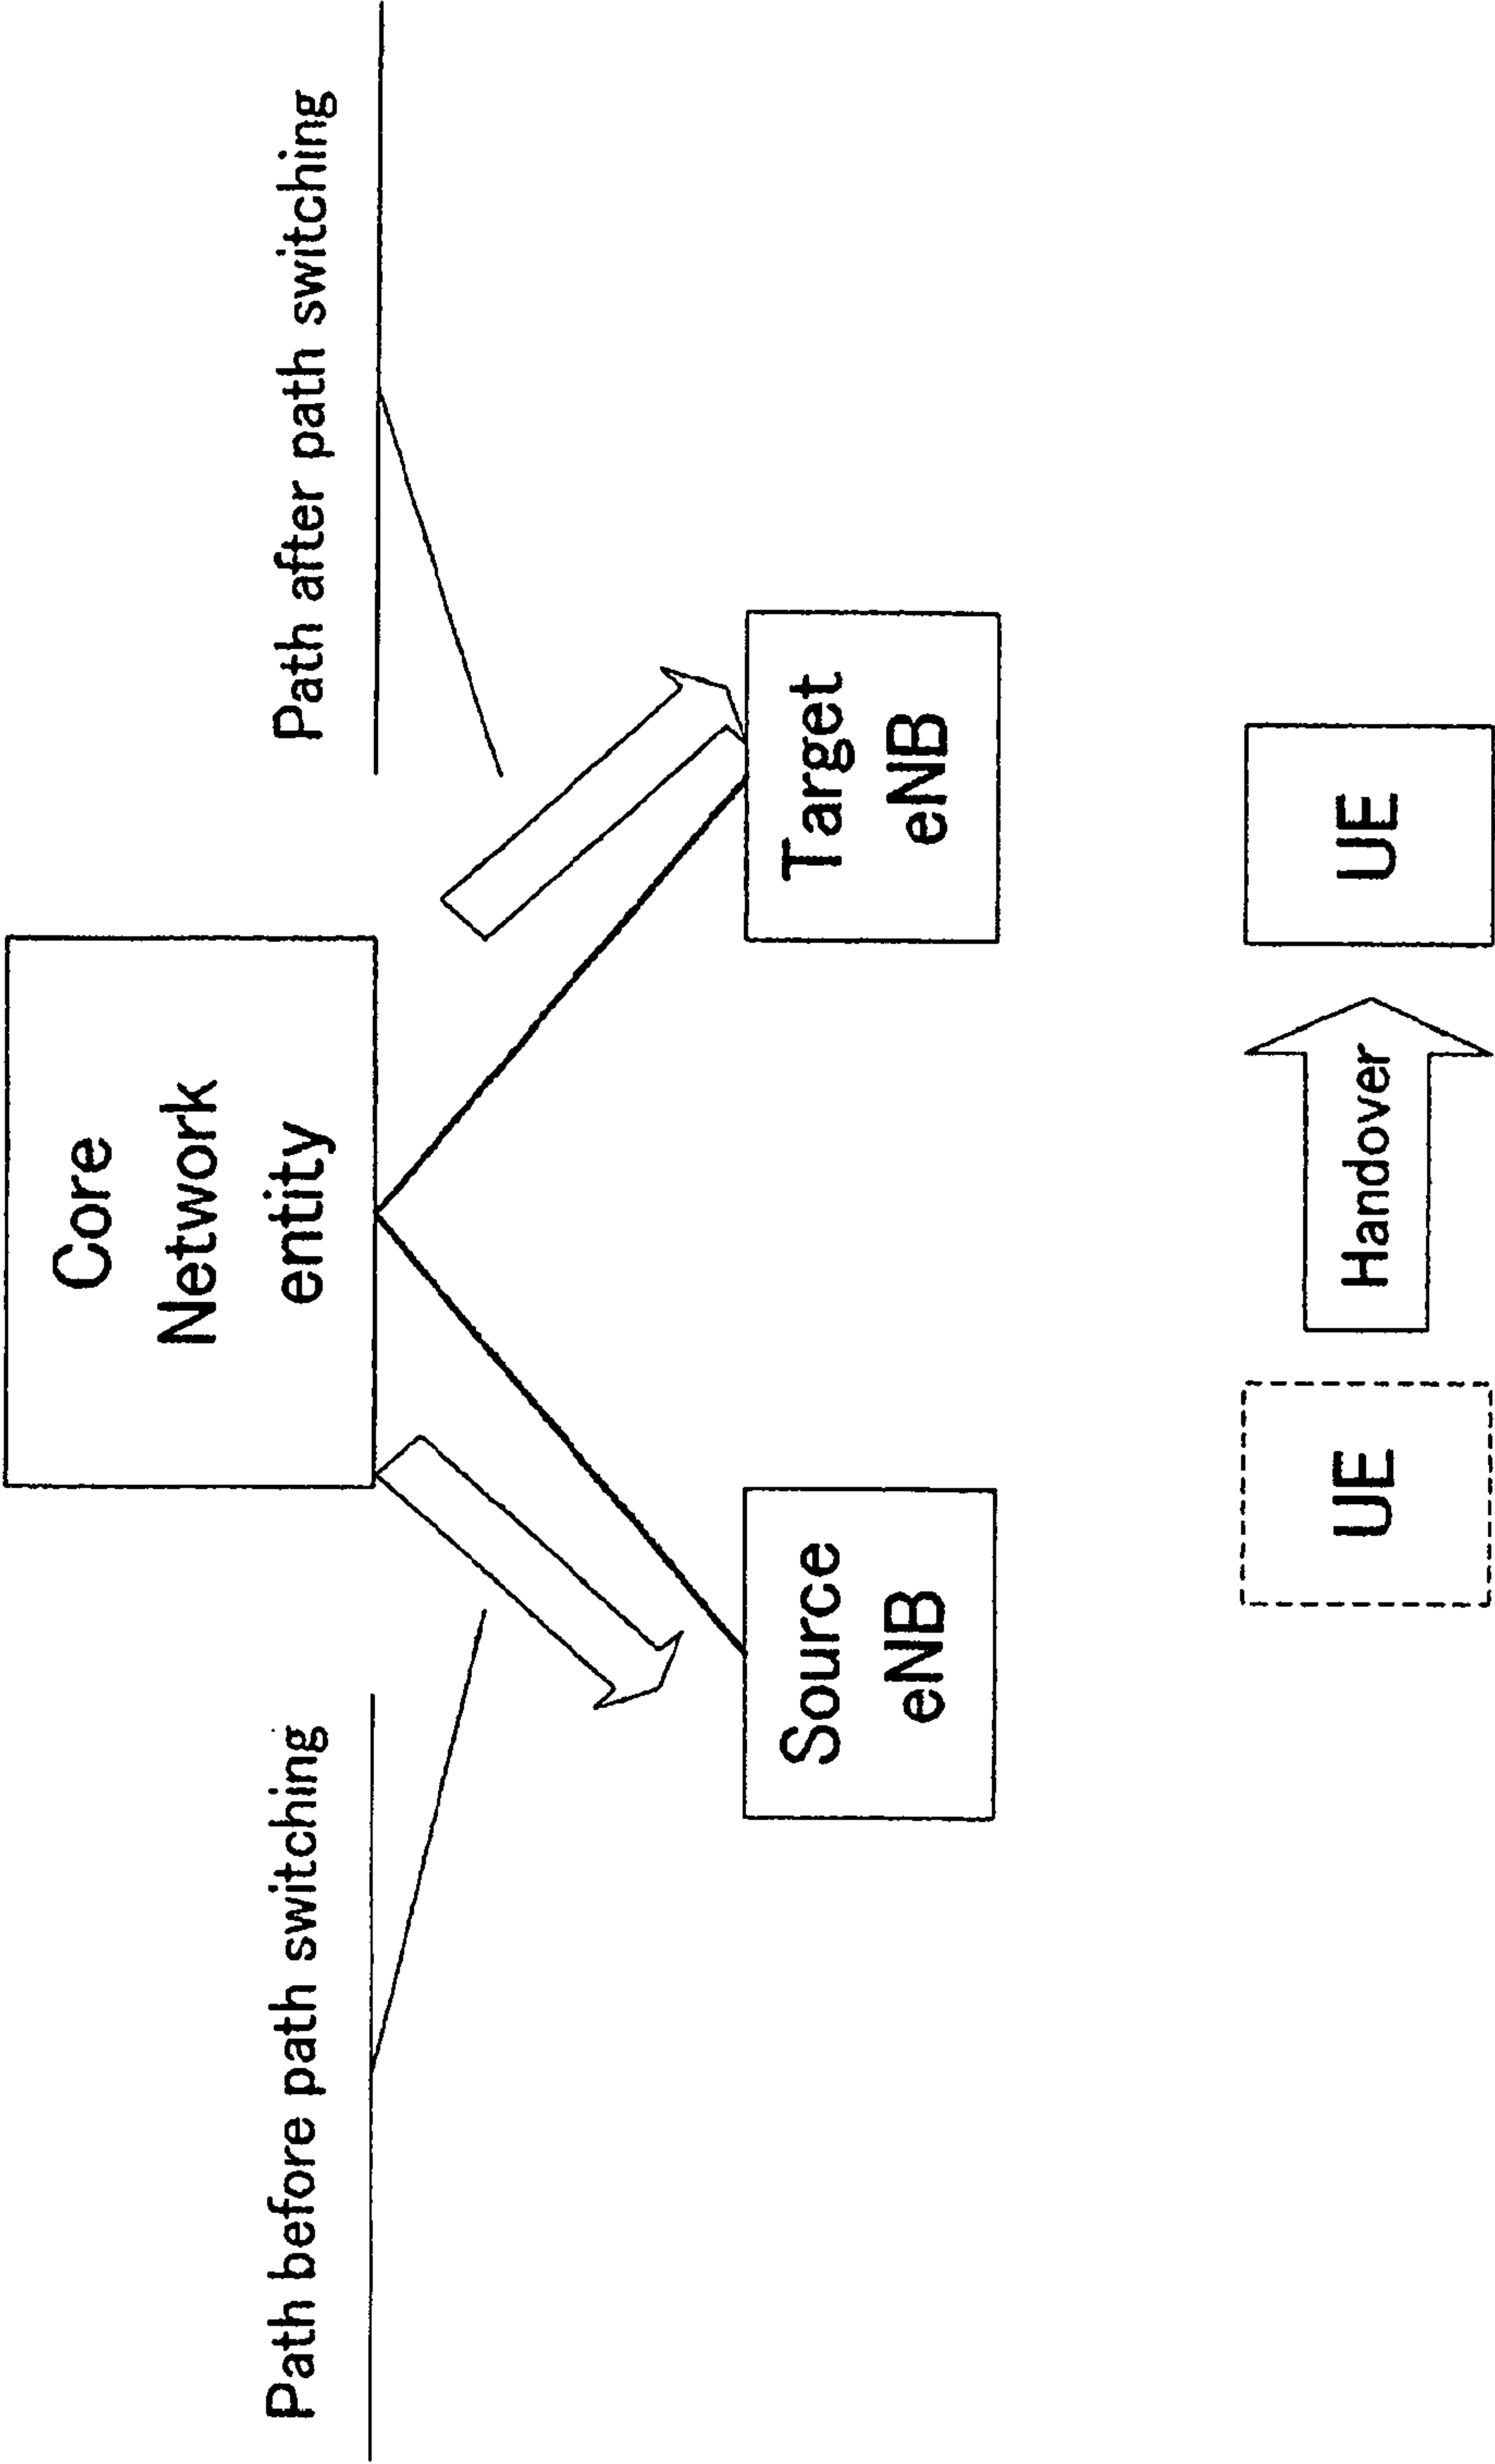 Core
Network
entity
Path before path switching
Path after path switching
Source
eNB
Target
eNB
UE
Handover
UE